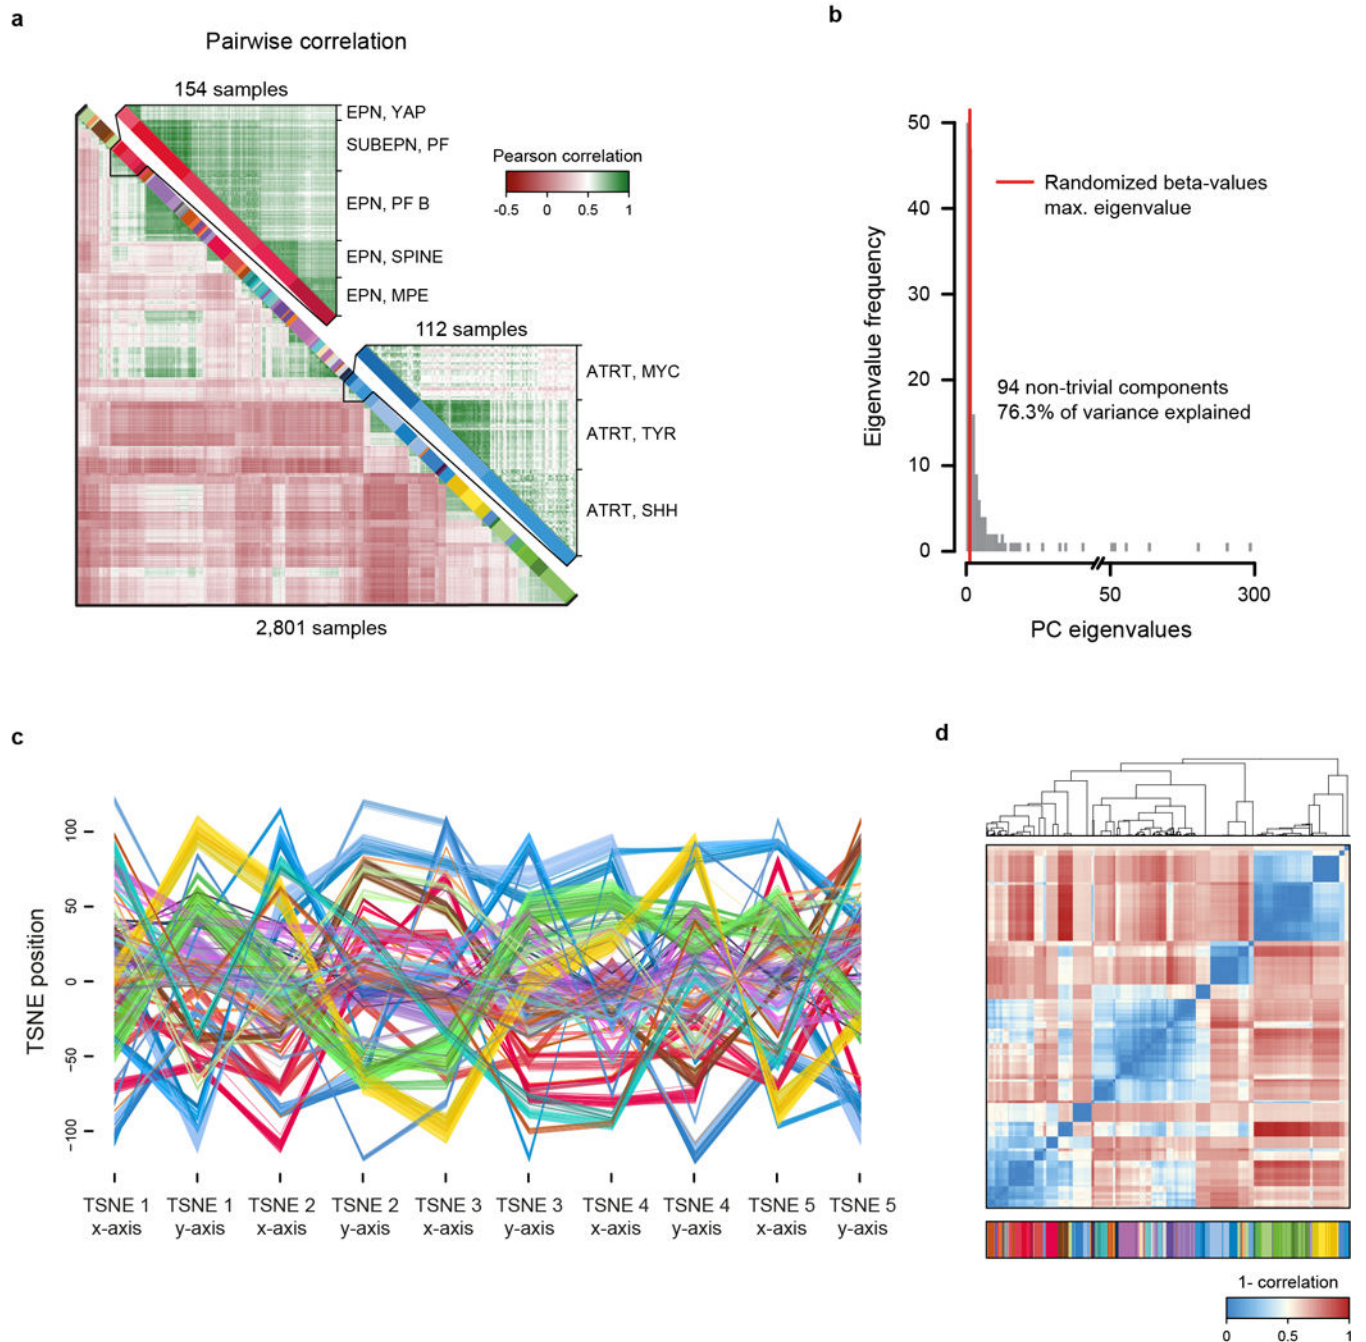 a
Pairwise correlation
154 samples
EPN, YAP
SUBEPN, PF
EPN, PF B
EPN, SPINE
EPN, MPE
Pearson correlation
-0.5 0 0.5 1
112 samples
ATRT, MYC
ATRT, TYR
ATRT, SHH
2,801 samples
b
Eigenvalue frequency
50
40
30
20
10
0
Randomized beta-values
max. eigenvalue
94 non-trivial components
76.3% of variance explained
0 50 300
PC eigenvalues
c
TSNE position
100
50
0
−50
−100
TSNE 1 TSNE 1 TSNE 2 TSNE 2 TSNE 3 TSNE 3 TSNE 4 TSNE 4 TSNE 5 TSNE 5
x-axis y-axis x-axis y-axis x-axis y-axis x-axis y-axis x-axis y-axis
d
1- correlation
0 0.5 1